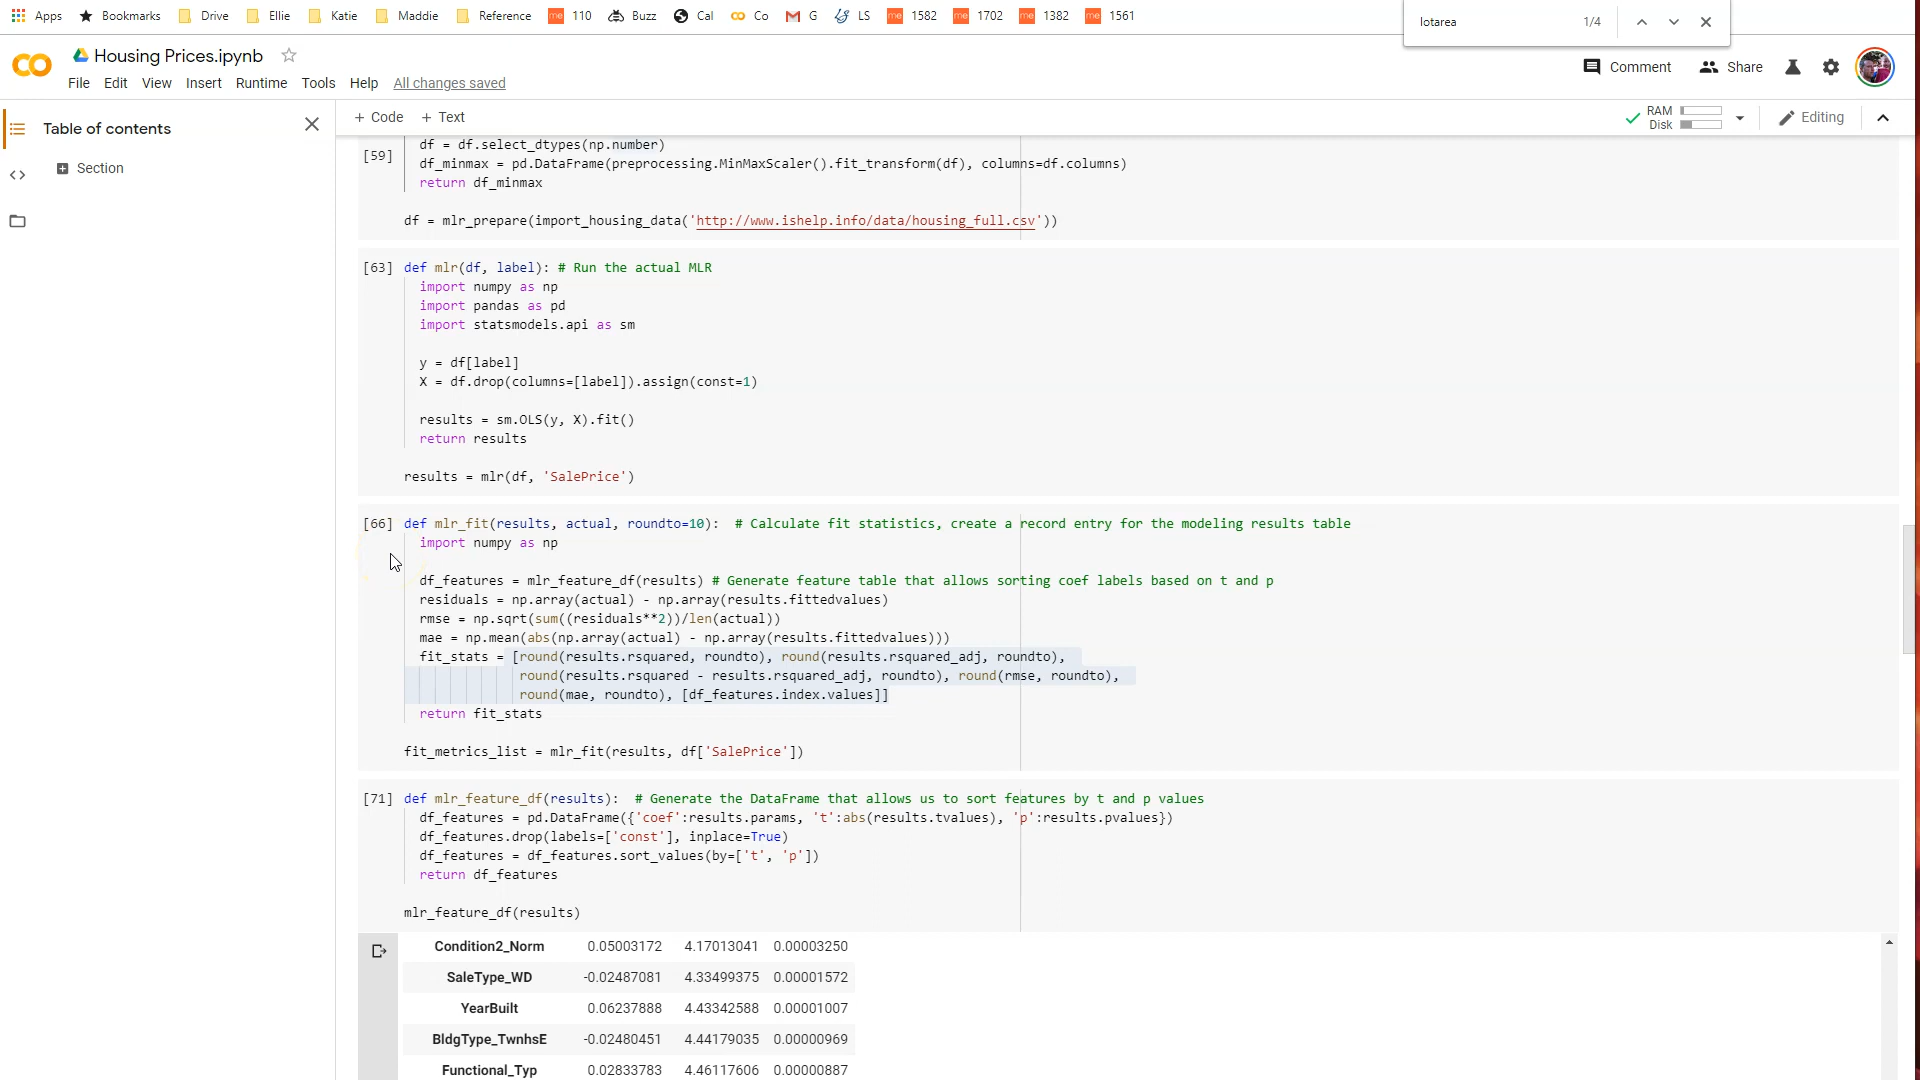 Apps Bookmarks Drive Ellie Katie Maddie Reference me 110 Buzz Cal Co G LS me 1582 me 1702 me 1382 me 1561
lotarea 1/4
Housing Prices.ipynb
Comment Share
File Edit View Insert Runtime Tools Help All changes saved
Table of contents
+ Code + Text
RAM
Disk
Editing
Section
[59]
df = df.select_dtypes(np.number)
df_minmax = pd.DataFrame(preprocessing.MinMaxScaler().fit_transform(df), columns=df.columns)
return df_minmax
df = mlr_prepare(import_housing_data('http://www.ishelp.info/data/housing_full.csv'))
[63] def mlr(df, label): # Run the actual MLR
import numpy as np
import pandas as pd
import statsmodels.api as sm
y = df[label]
X = df.drop(columns=[label]).assign(const=1)
results = sm.OLS(y, X).fit()
return results
results = mlr(df, 'SalePrice')
[66] def mlr_fit(results, actual, roundto=10): # Calculate fit statistics, create a record entry for the modeling results table
import numpy as np
df_features = mlr_feature_df(results) # Generate feature table that allows sorting coef labels based on t and p
residuals = np.array(actual) - np.array(results.fittedvalues)
rmse = np.sqrt(sum((residuals**2))/len(actual))
mae = np.mean(abs(np.array(actual) - np.array(results.fittedvalues)))
fit_stats = [round(results.rsquared, roundto), round(results.rsquared_adj, roundto),
round(results.rsquared - results.rsquared_adj, roundto), round(rmse, roundto),
round(mae, roundto), [df_features.index.values]]
return fit_stats
fit_metrics_list = mlr_fit(results, df['SalePrice'])
[71] def mlr_feature_df(results): # Generate the DataFrame that allows us to sort features by t and p values
df_features = pd.DataFrame({'coef':results.params, 't':abs(results.tvalues), 'p':results.pvalues})
df_features.drop(labels=['const'], inplace=True)
df_features = df_features.sort_values(by=['t', 'p'])
return df_features
mlr_feature_df(results)
Condition2_Norm 0.05003172 4.17013041 0.00003250
SaleType_WD -0.02487081 4.33499375 0.00001572
YearBuilt 0.06237888 4.43342588 0.00001007
BldgType_TwnhsE -0.02480451 4.44179035 0.00000969
Functional_Typ 0.02833783 4.46117606 0.00000887